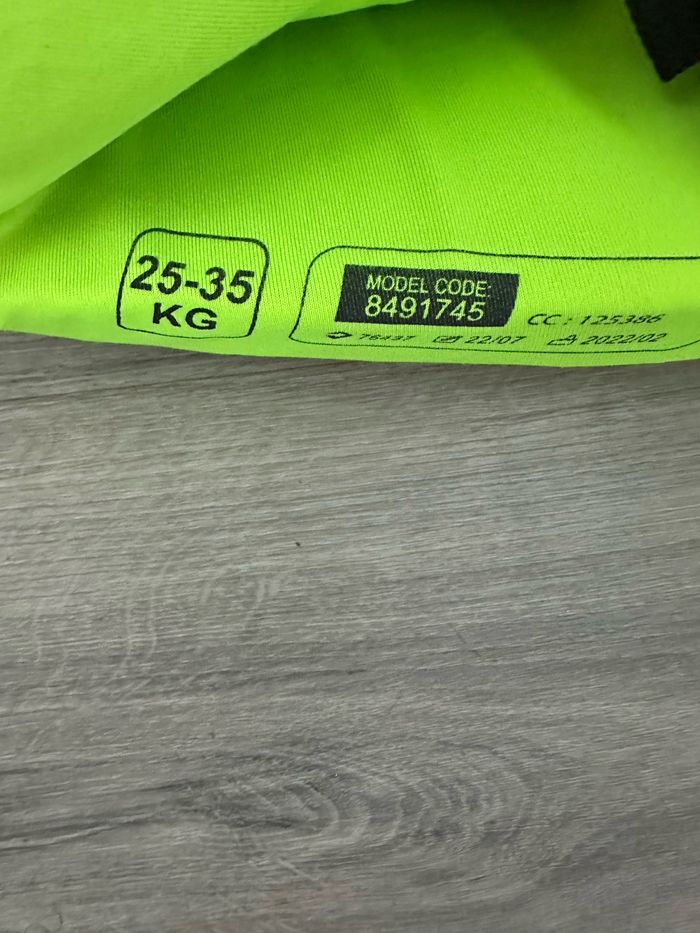 25-35
KG
MODEL CODE:
8491745
CC: 125386
22/07
2022/02